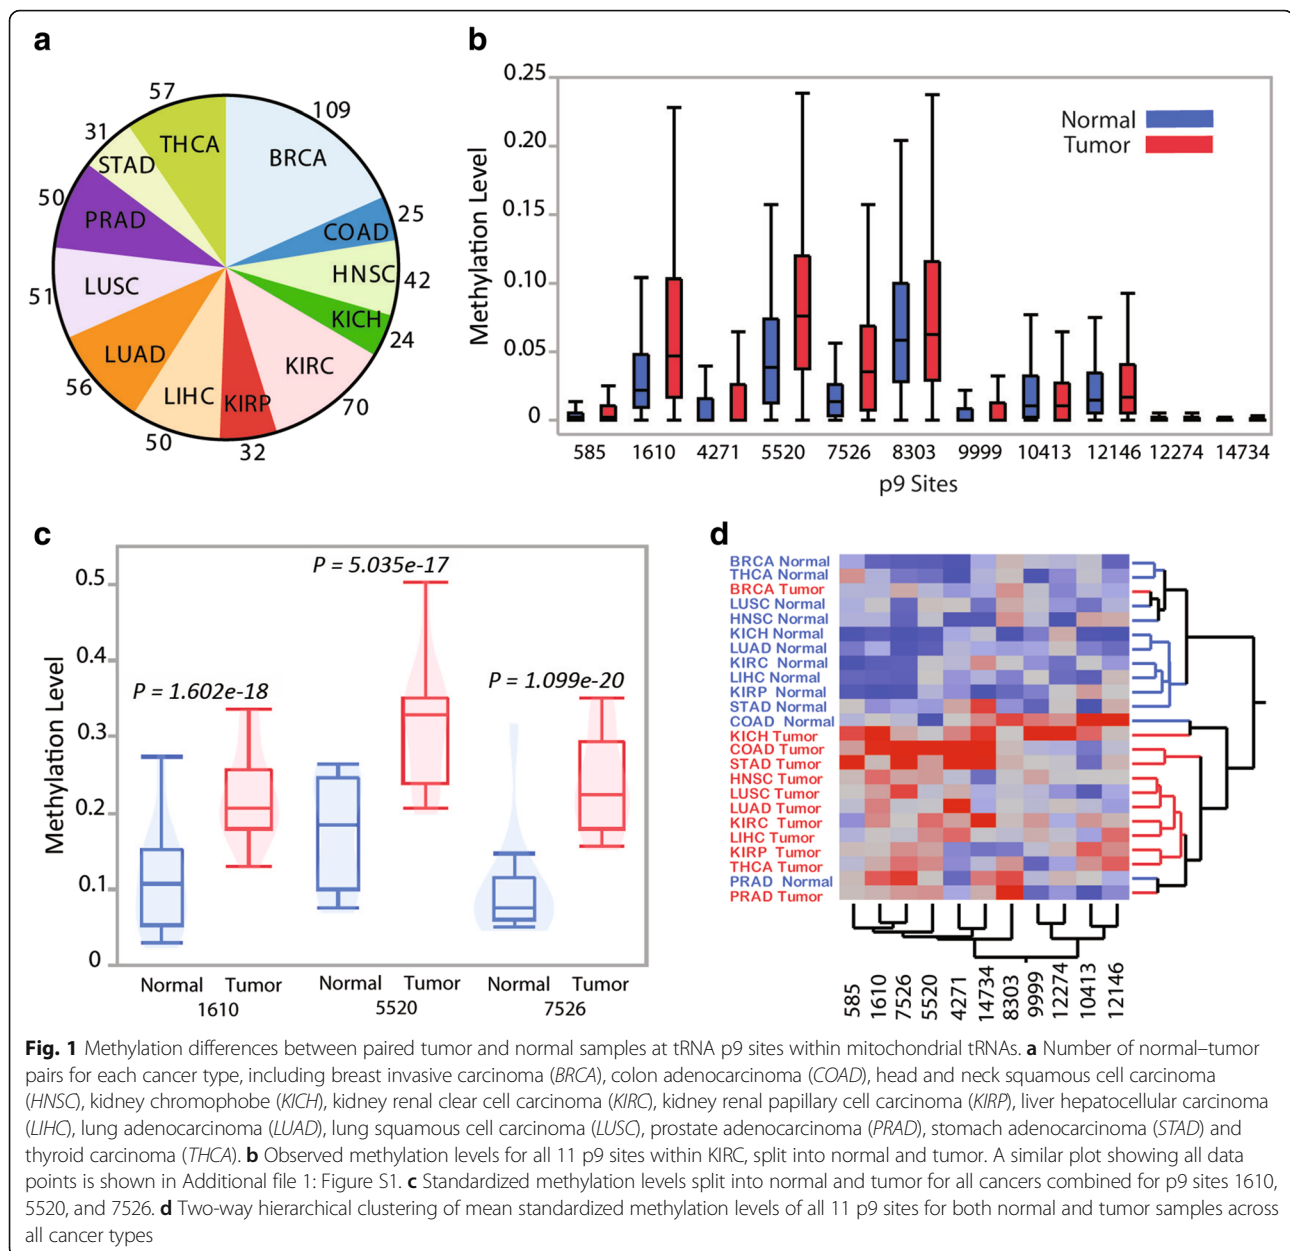 a
57
109
31
STAD
THCA
BRCA
50
PRAD
COAD
25
HNSC
42
51
LUSC
KICH
24
LUAD
KIRC
56
LIHC
KIRP
70
50
32
b
0.25
0.20
0.15
0.10
0.05
0
Methylation Level
Normal
Tumor
585 1610 4271 5520 7526 8303 9999 10413 12146 12274 14734
p9 Sites
c
0.5
0.4
0.3
0.2
0.1
0
Methylation Level
P = 1.602e-18
P = 5.035e-17
P = 1.099e-20
Normal Tumor Normal Tumor Normal Tumor
1610 5520 7526
d
BRCA Normal
THCA Normal
BRCA Tumor
LUSC Normal
HNSC Normal
KICH Normal
LUAD Normal
KIRC Normal
LIHC Normal
KIRP Normal
STAD Normal
COAD Normal
KICH Tumor
COAD Tumor
STAD Tumor
HNSC Tumor
LUSC Tumor
LUAD Tumor
KIRC Tumor
LIHC Tumor
KIRP Tumor
THCA Tumor
PRAD Normal
PRAD Tumor
585 1610 7526 5520 4271 14734 8303 9999 12274 10413 12146
Fig. 1 Methylation differences between paired tumor and normal samples at tRNA p9 sites within mitochondrial tRNAs. a Number of normal–tumor
pairs for each cancer type, including breast invasive carcinoma (BRCA), colon adenocarcinoma (COAD), head and neck squamous cell carcinoma
(HNSC), kidney chromophobe (KICH), kidney renal clear cell carcinoma (KIRC), kidney renal papillary cell carcinoma (KIRP), liver hepatocellular carcinoma
(LIHC), lung adenocarcinoma (LUAD), lung squamous cell carcinoma (LUSC), prostate adenocarcinoma (PRAD), stomach adenocarcinoma (STAD) and
thyroid carcinoma (THCA). b Observed methylation levels for all 11 p9 sites within KIRC, split into normal and tumor. A similar plot showing all data
points is shown in Additional file 1: Figure S1. c Standardized methylation levels split into normal and tumor for all cancers combined for p9 sites 1610,
5520, and 7526. d Two-way hierarchical clustering of mean standardized methylation levels of all 11 p9 sites for both normal and tumor samples across
all cancer types